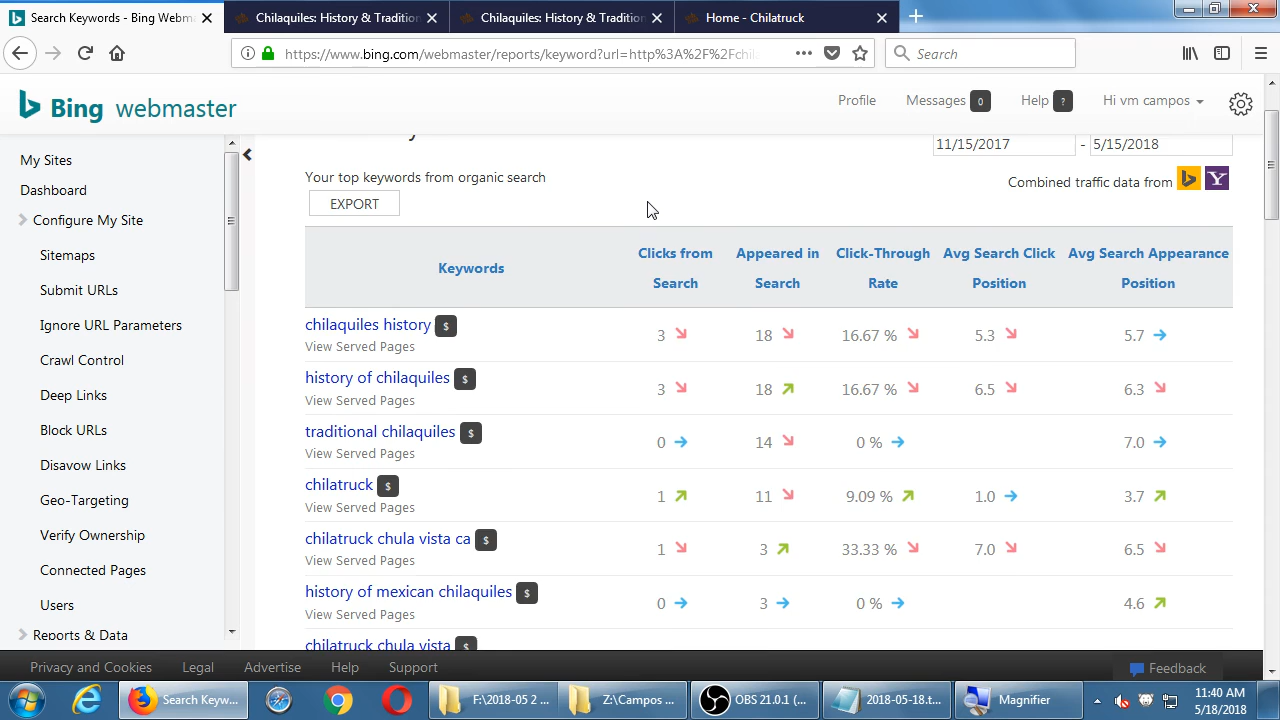 Search Keywords - Bing Webm
Chilaquiles: History & Tradition
Chilaquiles: History & Tradition
Home - Chilatruck
https://www.bing.com/webmaster/reports/keyword?url=http%3A%2F%2Fchil
Search
Bing webmaster
Profile
Messages 0
Help ?
Hi vm campos
My Sites
Dashboard
Configure My Site
Sitemaps
Submit URLs
Ignore URL Parameters
Crawl Control
Deep Links
Block URLs
Disavow Links
Geo-Targeting
Verify Ownership
Connected Pages
Users
Reports & Data
11/15/2017 - 5/15/2018
Your top keywords from organic search
Combined traffic data from
EXPORT
Keywords
Clicks from Search
Appeared in Search
Click-Through Rate
Avg Search Click Position
Avg Search Appearance Position
chilaquiles history $
View Served Pages
3 18 16.67 % 5.3 5.7
history of chilaquiles $
View Served Pages
3 18 16.67 % 6.5 6.3
traditional chilaquiles $
View Served Pages
0 14 0 % 7.0
chilatruck $
View Served Pages
1 11 9.09 % 1.0 3.7
chilatruck chula vista ca $
View Served Pages
1 3 33.33 % 7.0 6.5
history of mexican chilaquiles $
View Served Pages
0 3 0 % 4.6
chilatruck chula vista $
Privacy and Cookies
Legal
Advertise
Help
Support
Feedback
Search Keyw...
F:\2018-05 2 ...
Z:\Campos ...
OBS 21.0.1 (...
2018-05-18.t...
Magnifier
11:40 AM
5/18/2018